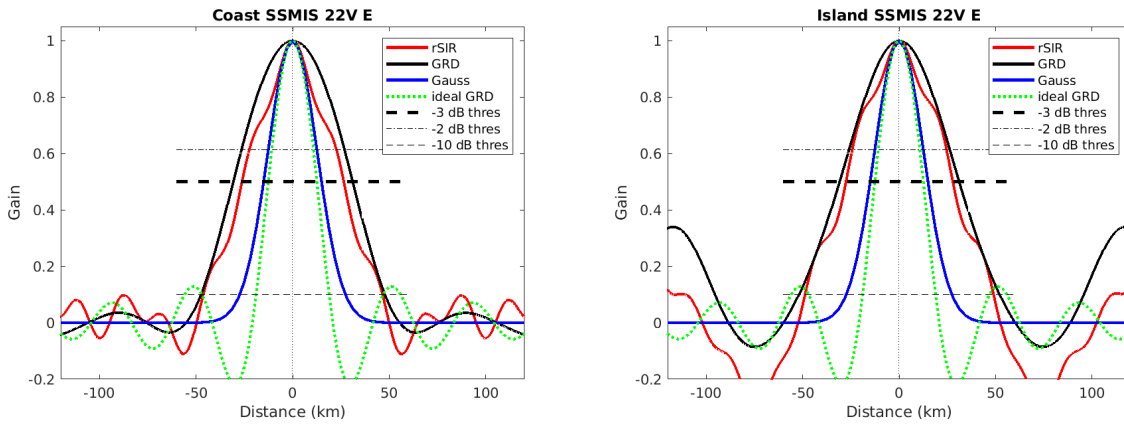 Coast SSMIS 22V E
1
0.8
0.6
0.4
0.2
0
-0.2
Gain
-100
-50
0
50
100
Distance (km)
rSIR
GRD
Gauss
ideal GRD
-3 dB thres
-2 dB thres
-10 dB thres
Island SSMIS 22V E
1
0.8
0.6
0.4
0.2
0
-0.2
Gain
-100
-50
0
50
100
Distance (km)
rSIR
GRD
Gauss
ideal GRD
-3 dB thres
-2 dB thres
-10 dB thres